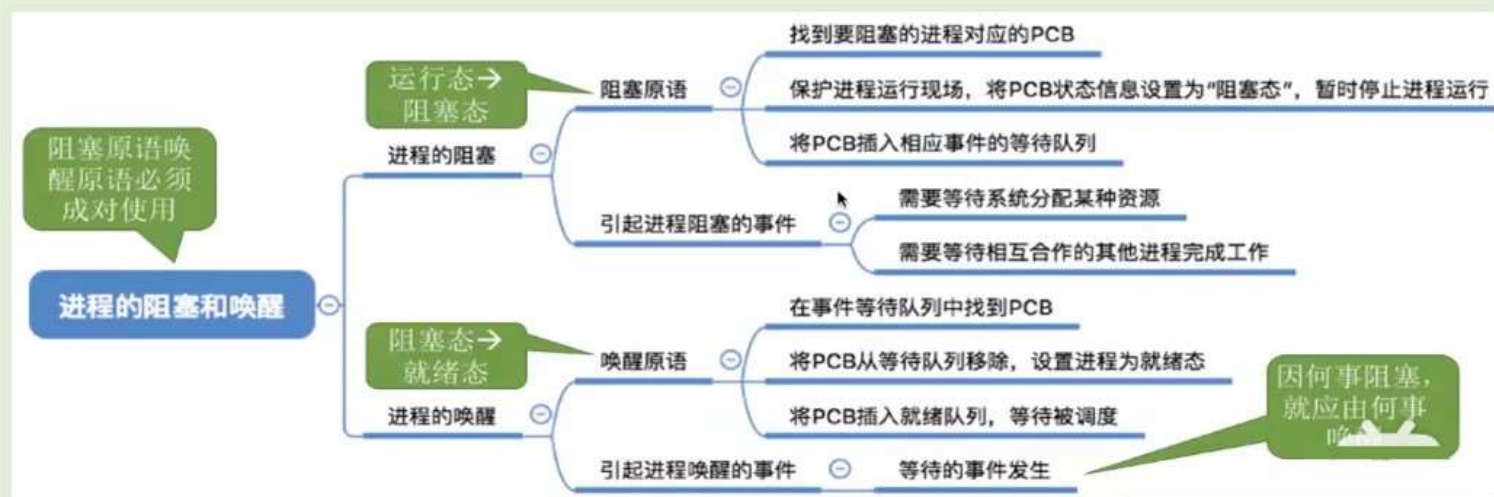 找到要阻塞的进程对应的PCB
运行态→
阻塞态
阻塞原语
保护进程运行现场，将PCB状态信息设置为“阻塞态”，暂时停止进程运行
将PCB插入相应事件的等待队列
进程的阻塞
阻塞原语唤
醒原语必须
成对使用
引起进程阻塞的事件
需要等待系统分配某种资源
需要等待相互合作的其他进程完成工作
进程的阻塞和唤醒
在事件等待队列中找到PCB
阻塞态→
就绪态
唤醒原语
将PCB从等待队列移除，设置进程为就绪态
将PCB插入就绪队列，等待被调度
进程的唤醒
引起进程唤醒的事件
等待的事件发生
因何事阻塞，
就应由何事